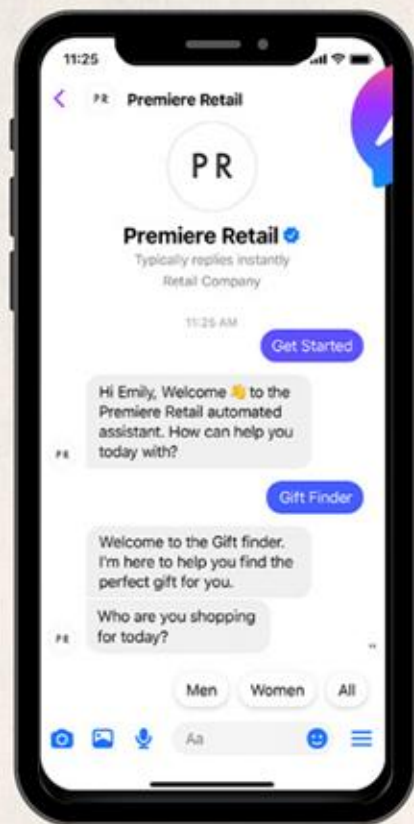 11:25
PR Premiere Retail
PR
Premiere Retail
Typically replies instantly
Retail Company
11:25 AM
Get Started
Hi Emily, Welcome 👋 to the
Premiere Retail automated
assistant. How can help you
today with?
PR
Gift Finder
Welcome to the Gift finder.
I'm here to help you find the
perfect gift for you.
Who are you shopping
for today?
PR
Men Women All
Aa